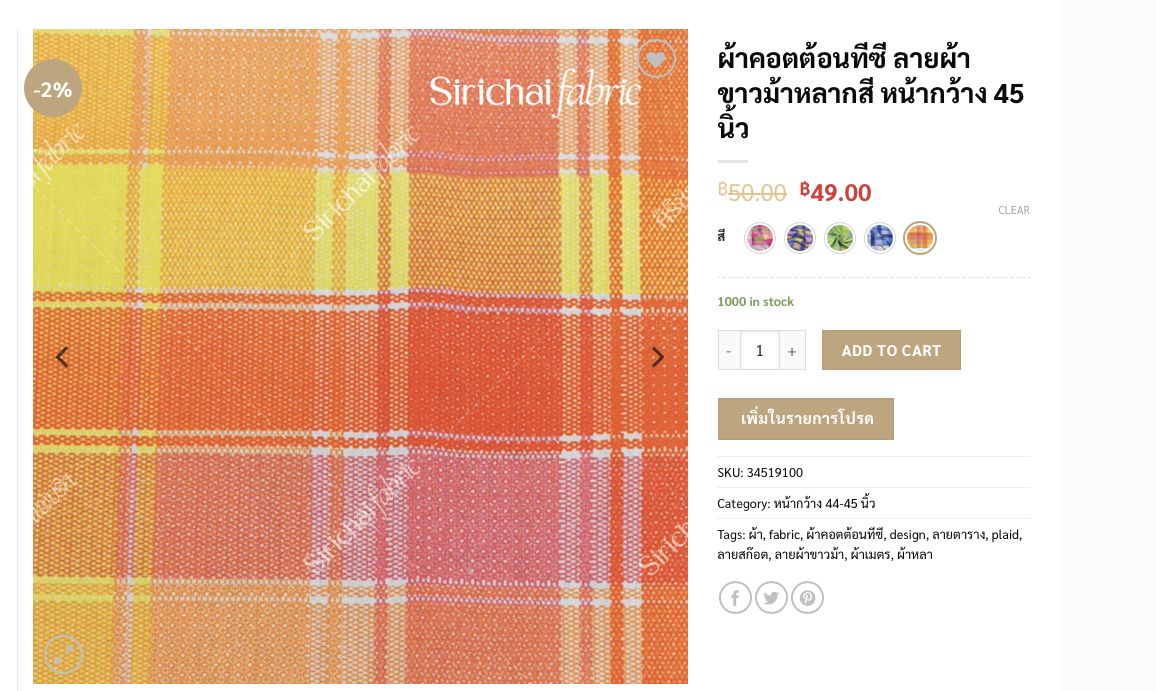 -2%
Sirichai fabric
Sirichai fabric
Sirichai fabric
ผ้าคอตต้อนทีซี ลายผ้า
ขาวม้าหลากสี หน้ากว้าง 45
นิ้ว
฿50.00 ฿49.00
CLEAR
สี
1000 in stock
- 1 +
ADD TO CART
เพิ่มในรายการโปรด
SKU: 34519100
Category: หน้ากว้าง 44-45 นิ้ว
Tags: ผ้า, fabric, ผ้าคอตต้อนทีซี, design, ลายตาราง, plaid,
ลายสก๊อต, ลายผ้าขาวม้า, ผ้าเมตร, ผ้าหลา